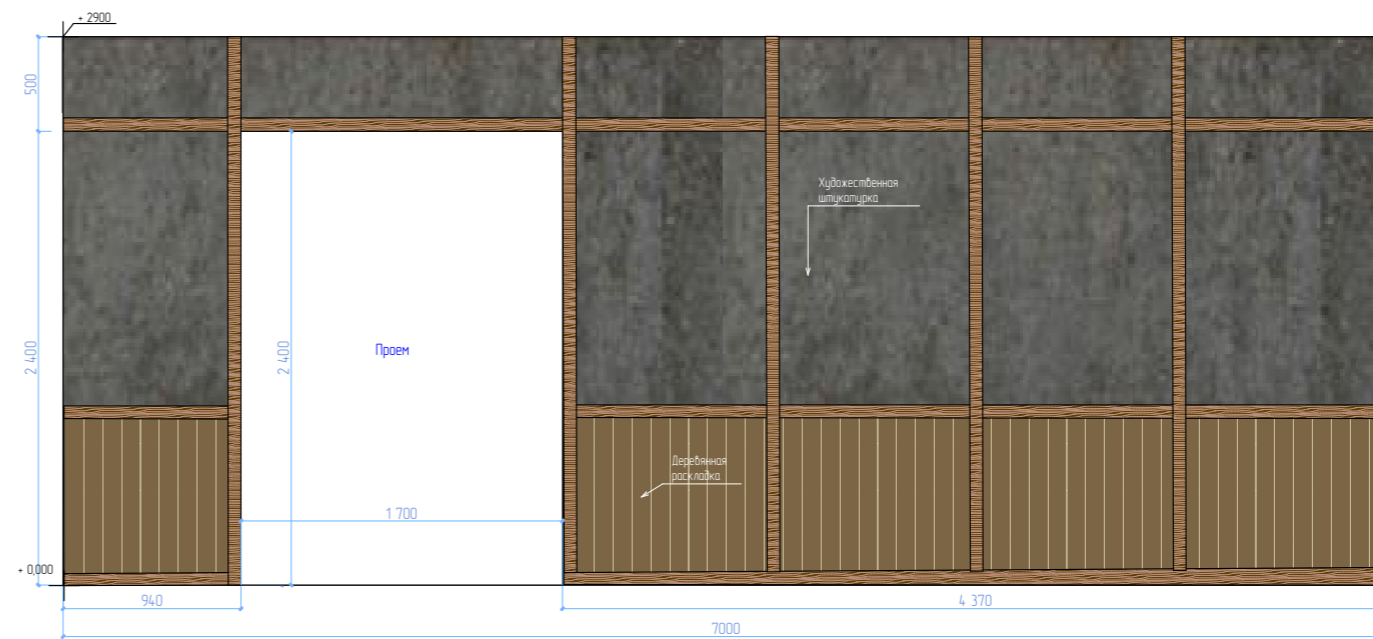 + 2900
500
Художественная
штукатурка
2 400
2 400
Проем
Деревянная
раскладка
1 700
+ 0,000
940
4 370
7000